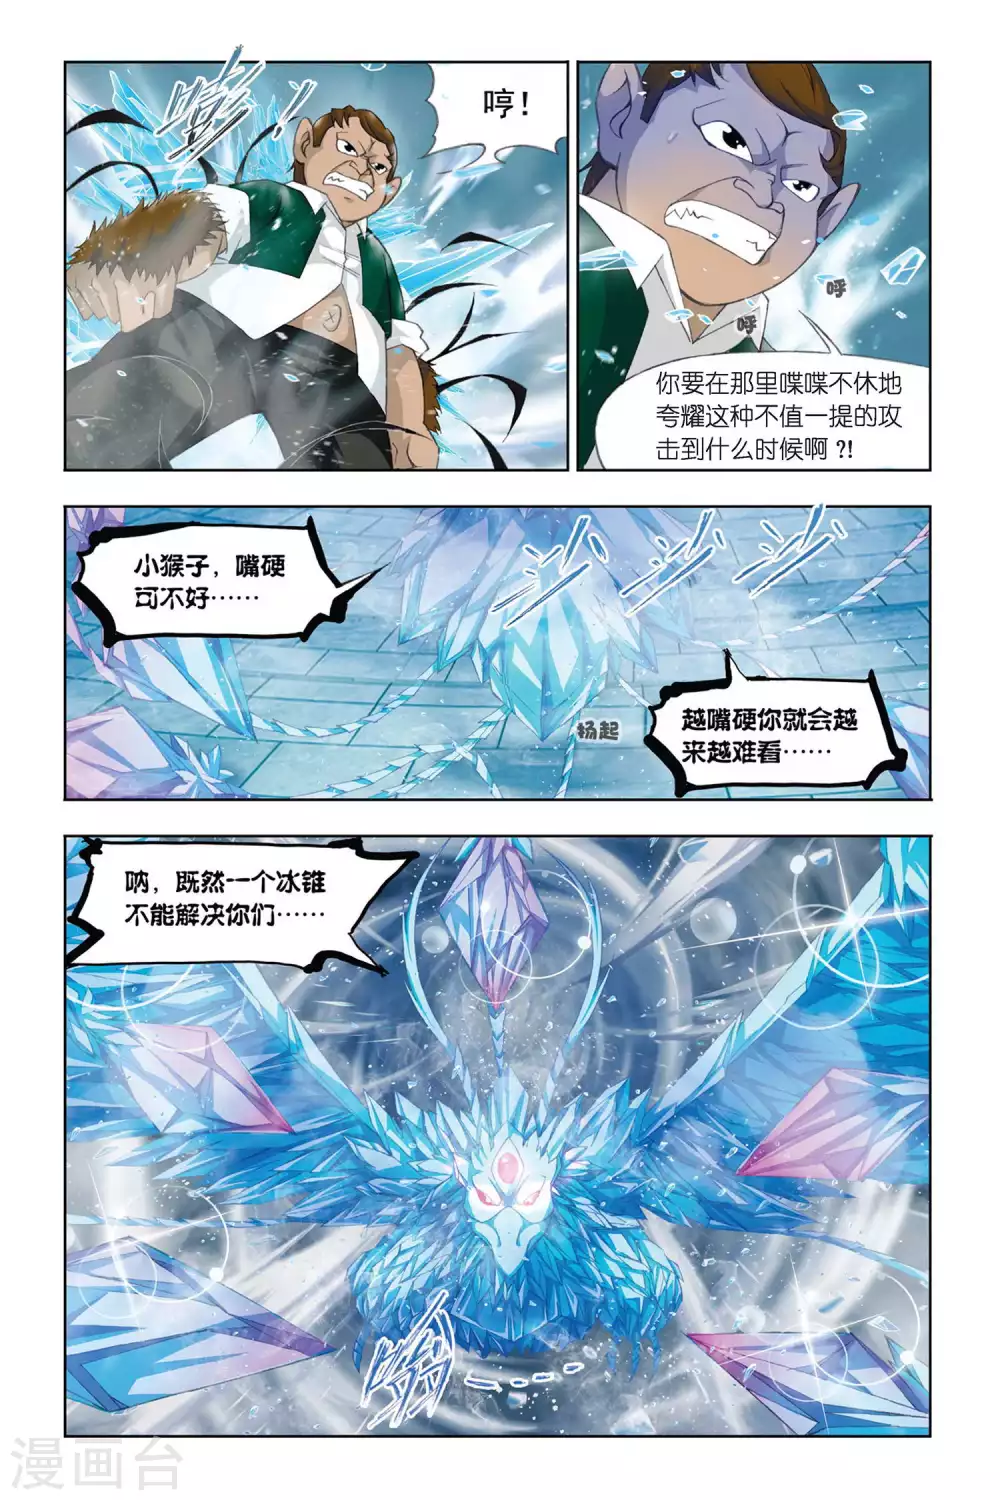 哼！
嘭！
呼
呼
你要在那里喋喋不休地
夸耀这种不值一提的攻
击到什么时候啊?!
小猴子，嘴硬
可不好……
沙 沙 沙
扬起
越嘴硬你就会越
来越难看……
呐，既然一个冰锥
不能解决你们……
漫画台